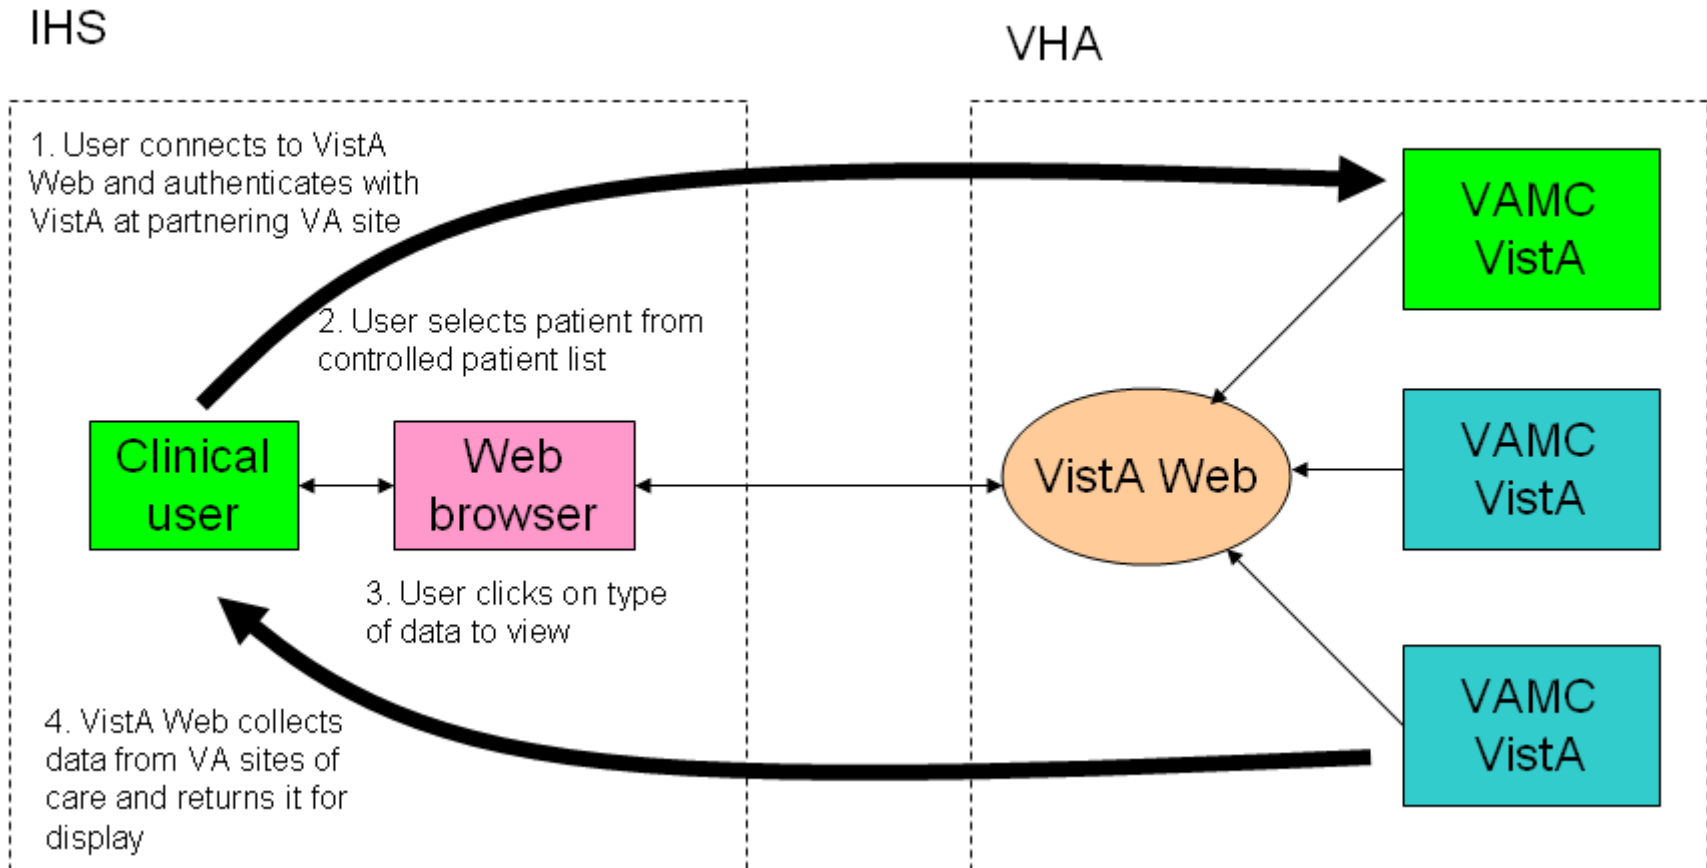 IHS
VHA
1. User connects to VistA
Web and authenticates with
VistA at partnering VA site
2. User selects patient from
controlled patient list
Clinical
user
Web
browser
VistA Web
VAMC
VistA
VAMC
VistA
VAMC
VistA
3. User clicks on type
of data to view
4. VistA Web collects
data from VA sites of
care and returns it for
display